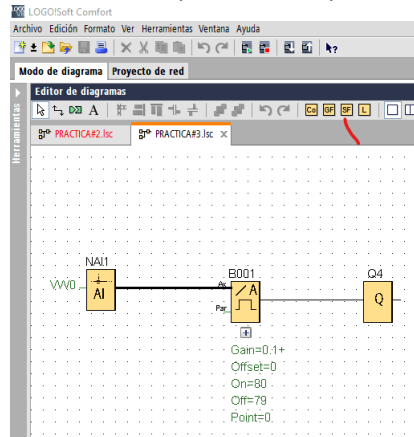 LOGO!Soft Comfort
Archivo Edición Formato Ver Herramientas Ventana Ayuda
Modo de diagrama Proyecto de red
Editor de diagramas
A Co GF SF L
PRACTICA#2.lsc PRACTICA#3.lsc
Herramientas
NAI1 B001 Q4
VW0 AI Ax A Q
Par
Gain=0.1+
Offset=0
On=80
Off=79
Point=0